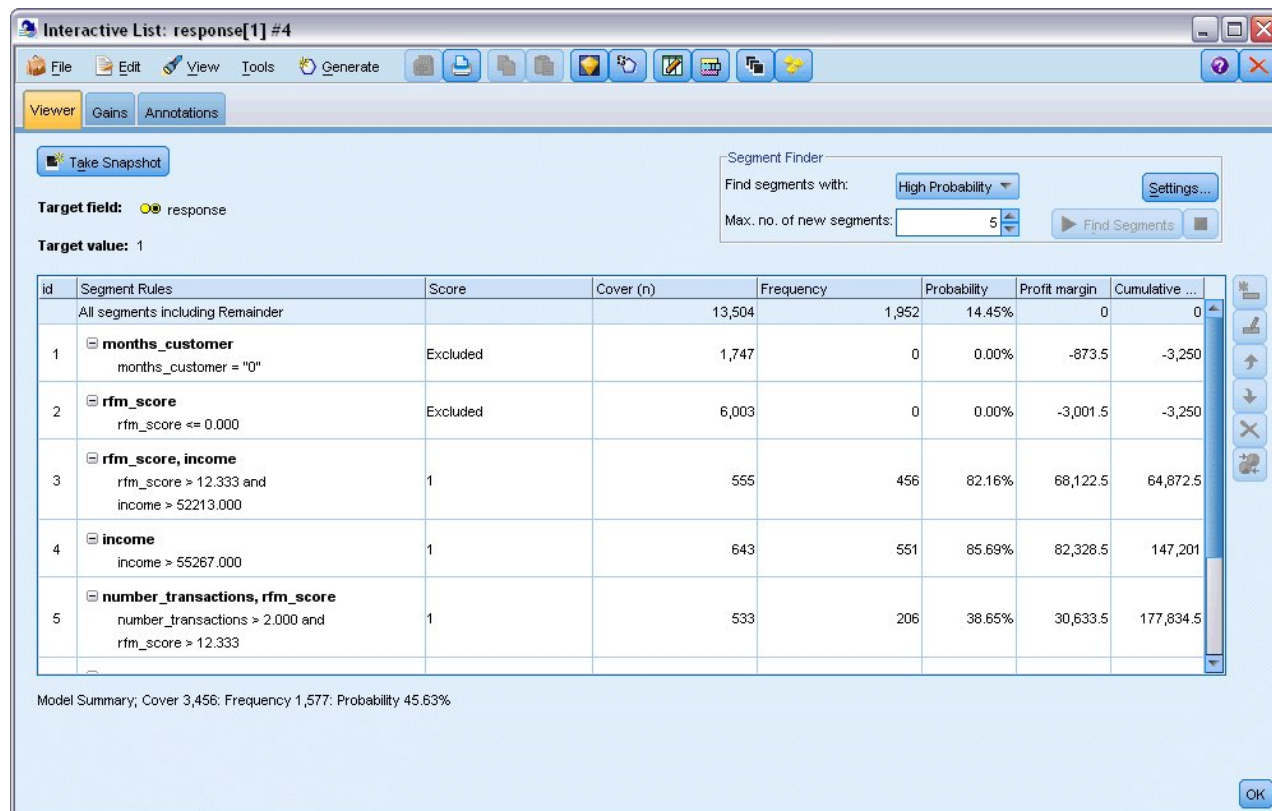 Interactive List: response[1] #4
File Edit View Tools Generate
Viewer Gains Annotations
Take Snapshot
Segment Finder
Find segments with: High Probability Settings...
Target field: response
Max. no. of new segments: 5 Find Segments
Target value: 1
id Segment Rules Score Cover (n) Frequency Probability Profit margin Cumulative ...
All segments including Remainder 13,504 1,952 14.45% 0 0
months_customer
1 Excluded 1,747 0 0.00% -873.5 -3,250
months_customer = "0"
rfm_score
2 Excluded 6,003 0 0.00% -3,001.5 -3,250
rfm_score <= 0.000
rfm_score, income
3 rfm_score > 12.333 and 1 555 456 82.16% 68,122.5 64,872.5
income > 52213.000
income
4 1 643 551 85.69% 82,328.5 147,201
income > 55267.000
number_transactions, rfm_score
5 number_transactions > 2.000 and 1 533 206 38.65% 30,633.5 177,834.5
rfm_score > 12.333
Model Summary; Cover 3,456: Frequency 1,577: Probability 45.63%
OK